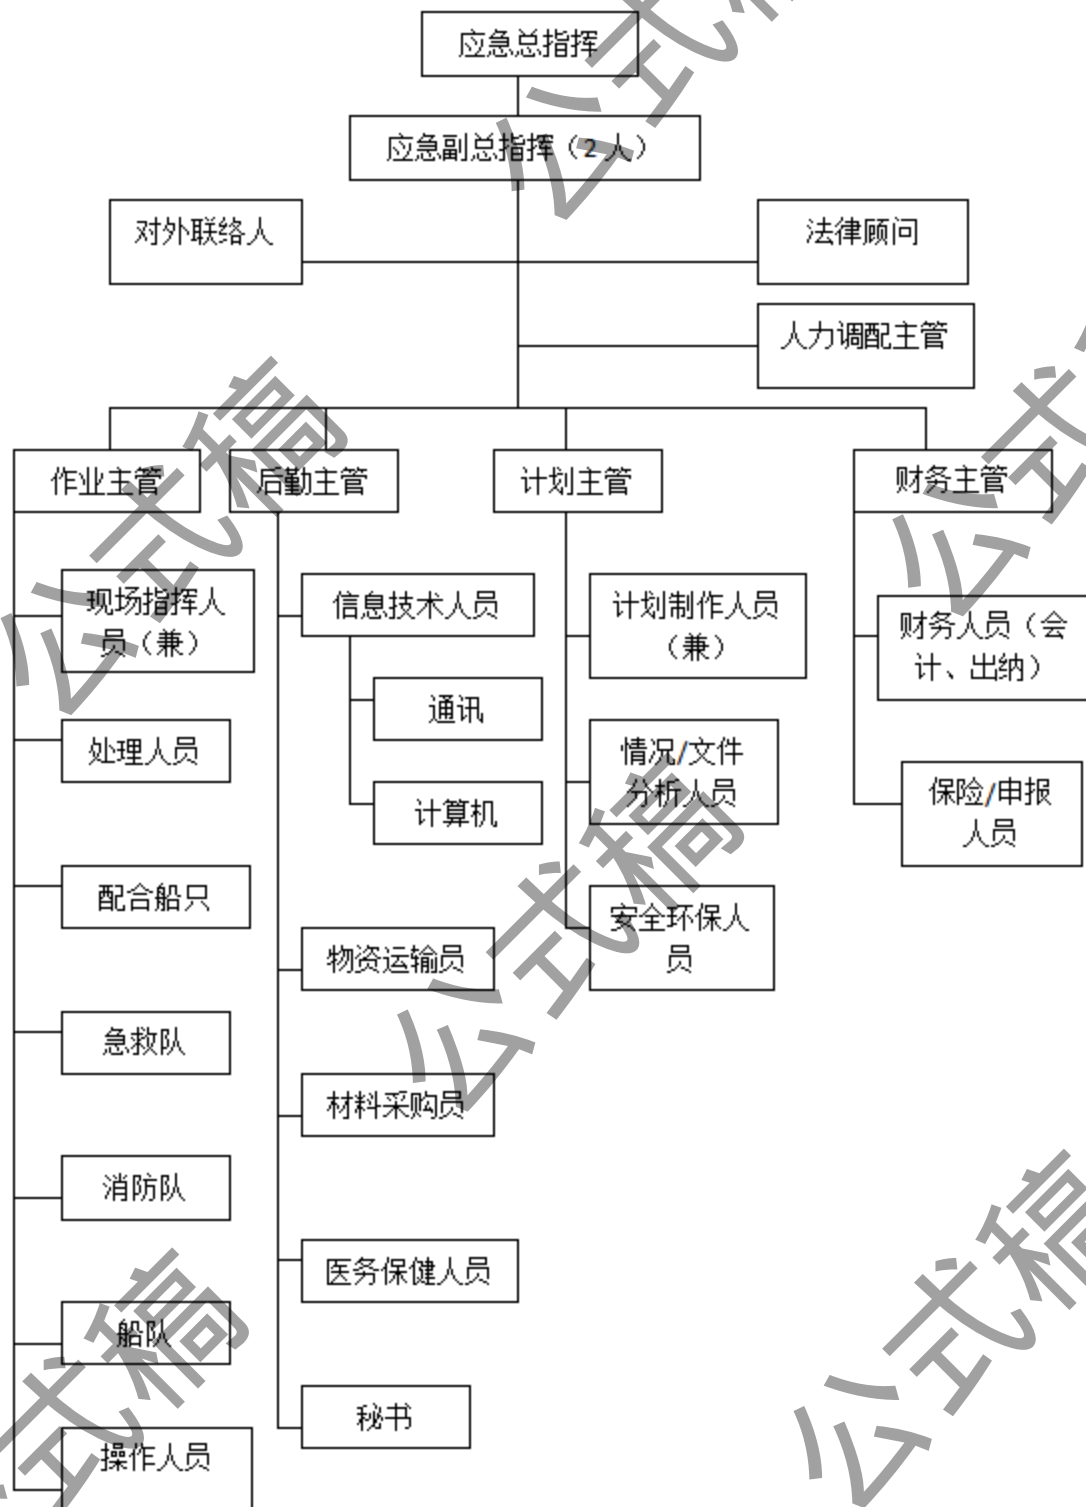 应急总指挥
应急副总指挥（2 人）
对外联络人
法律顾问
人力调配主管
作业主管
后勤主管
计划主管
财务主管
现场指挥人
员（兼）
处理人员
配合船只
急救队
消防队
船队
操作人员
信息技术人员
通讯
计算机
物资运输员
材料采购员
医务保健人员
秘书
计划制作人员
（兼）
情况/文件
分析人员
安全环保人
员
财务人员（会
计、出纳）
保险/申报
人员
公式
公式稿
公式
公式稿
公式稿
式稿